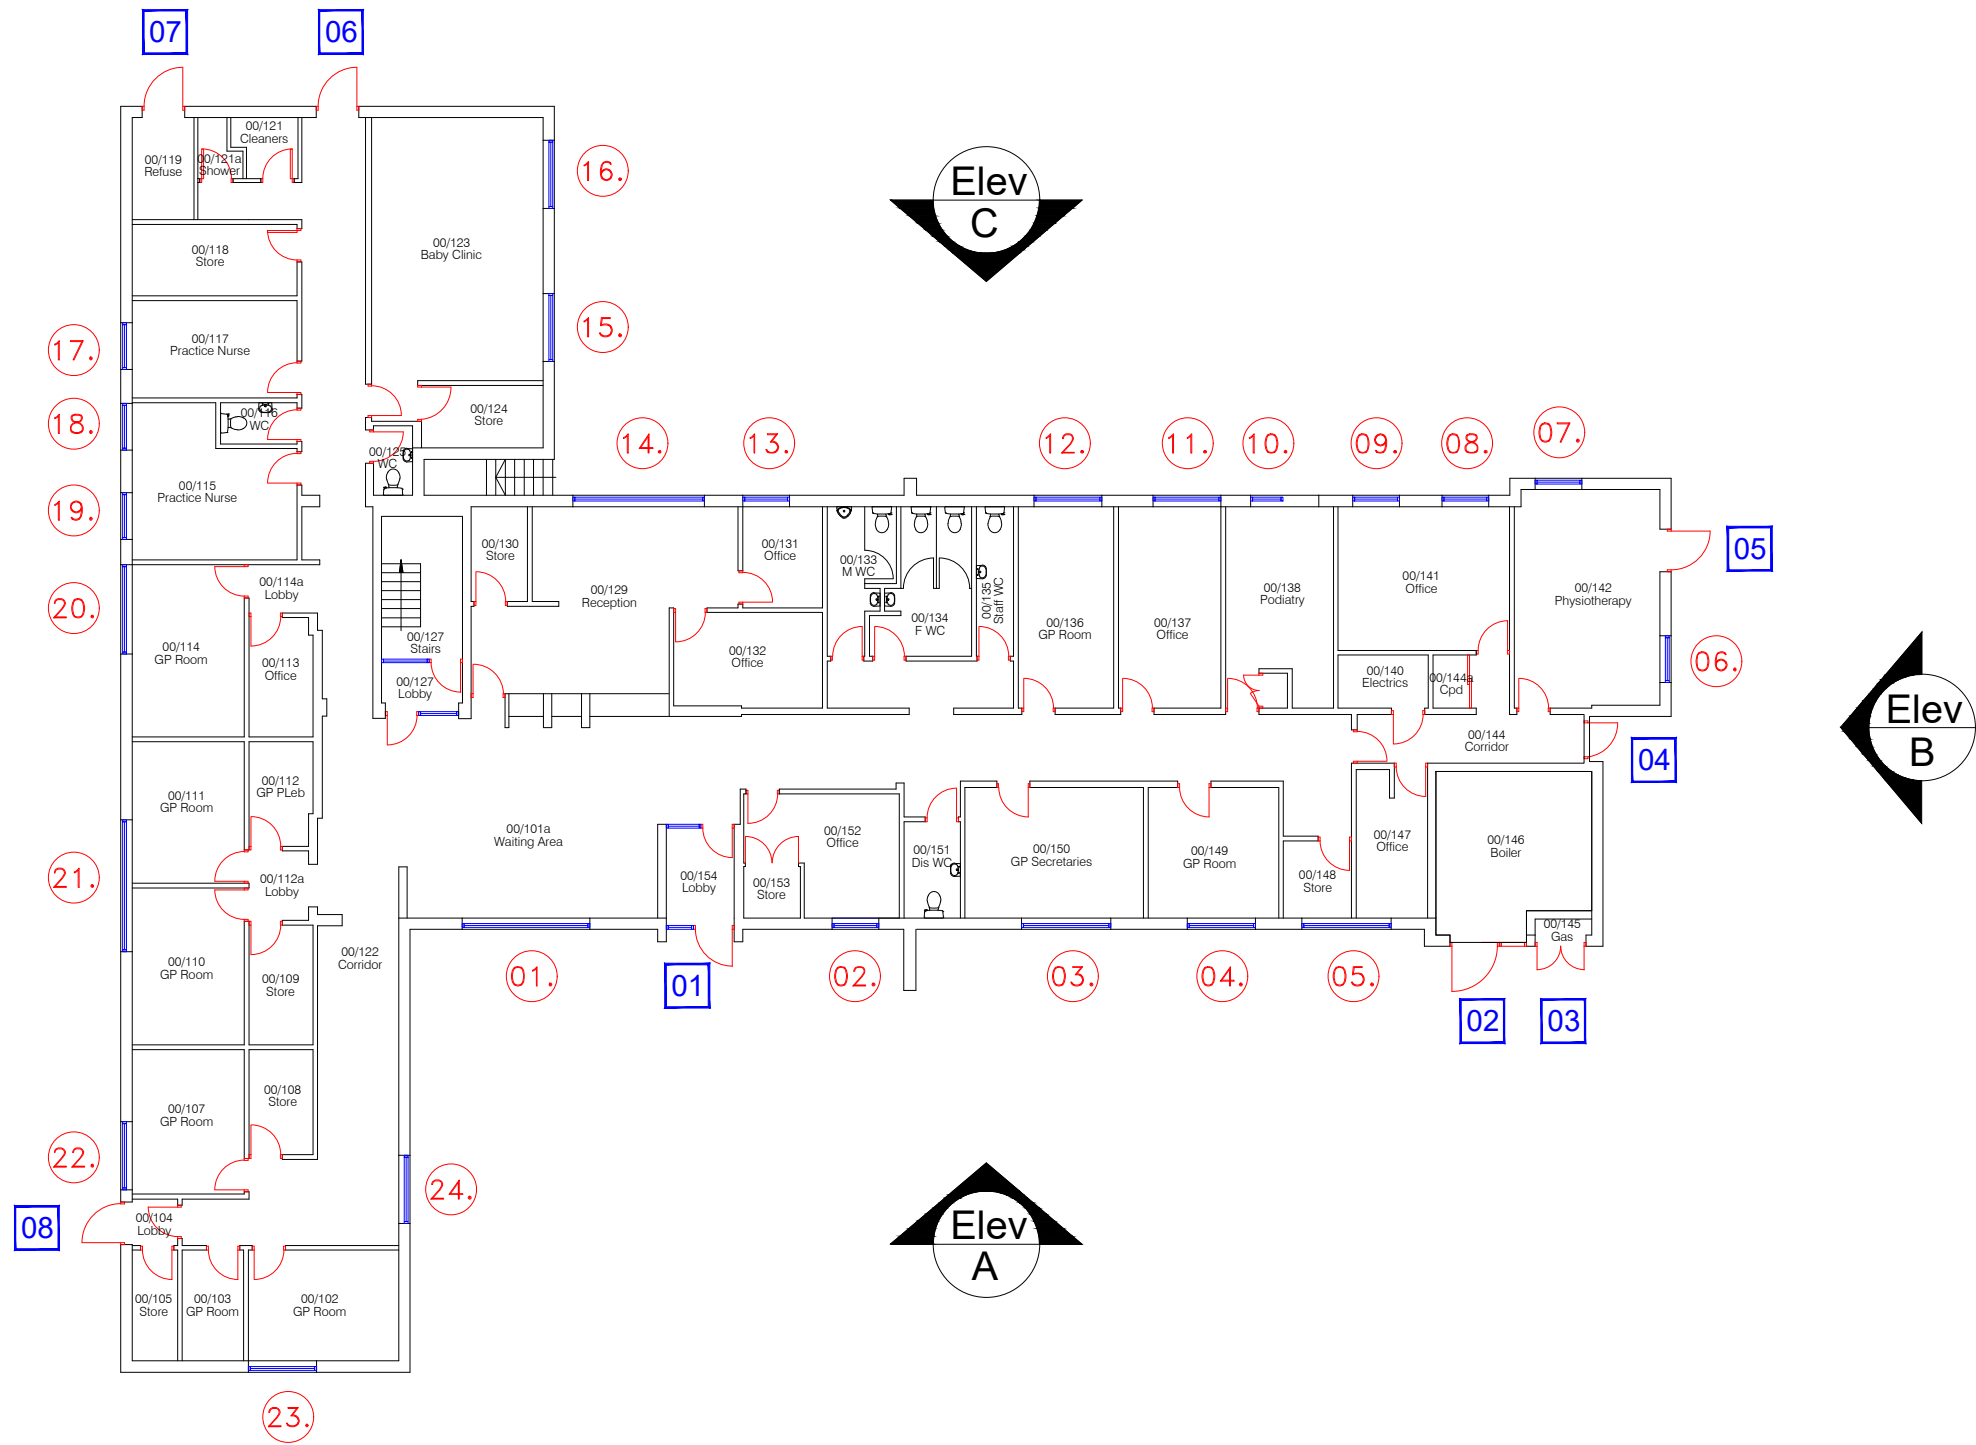 07
06
00/121
Cleaners
00/119
Refuse
00/121a
Shower
16.
Elev
C
00/118
Store
00/123
Baby Clinic
15.
17.
00/117
Practice Nurse
18.
00/116
WC
00/124
Store
14.
13.
12.
11.
10.
09.
08.
07.
00/125
WC
19.
00/115
Practice Nurse
00/130
Store
00/131
Office
00/133
M WC
00/135
Staff WC
05
20.
00/114a
Lobby
00/129
Reception
00/138
Podiatry
00/141
Office
00/142
Physiotherapy
00/114
GP Room
00/113
Office
00/127
Stairs
00/132
Office
00/134
F WC
00/136
GP Room
00/137
Office
06.
00/127
Lobby
00/140
Electrics
00/144a
Cpd
Elev
B
00/144
Corridor
04
00/111
GP Room
00/112
GP PLeb
00/101a
Waiting Area
00/152
Office
00/151
Dis WC
00/150
GP Secretaries
00/149
GP Room
00/147
Office
00/146
Boiler
21.
00/112a
Lobby
00/154
Lobby
00/153
Store
00/148
Store
00/110
GP Room
00/109
Store
00/122
Corridor
00/145
Gas
01.
01
02.
03.
04.
05.
02
03
00/107
GP Room
00/108
Store
22.
24.
08
00/104
Lobby
Elev
A
00/105
Store
00/103
GP Room
00/102
GP Room
23.